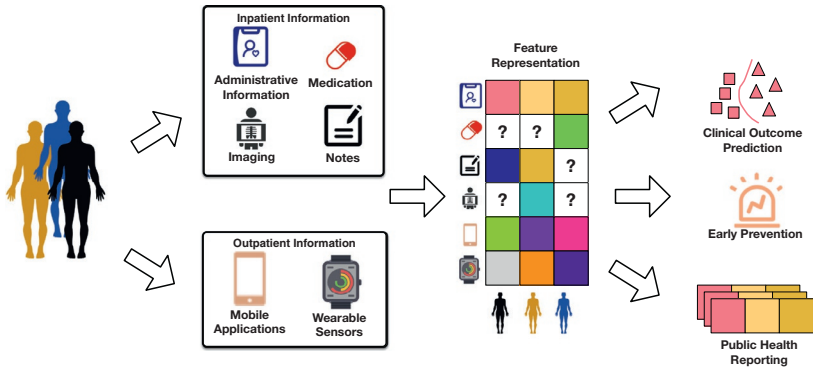 Inpatient Information
Administrative
Information
Medication
Imaging
Notes
Outpatient Information
Mobile
Applications
Wearable
Sensors
Feature
Representation
? ?
?
? ?
Clinical Outcome
Prediction
Early Prevention
Public Health
Reporting